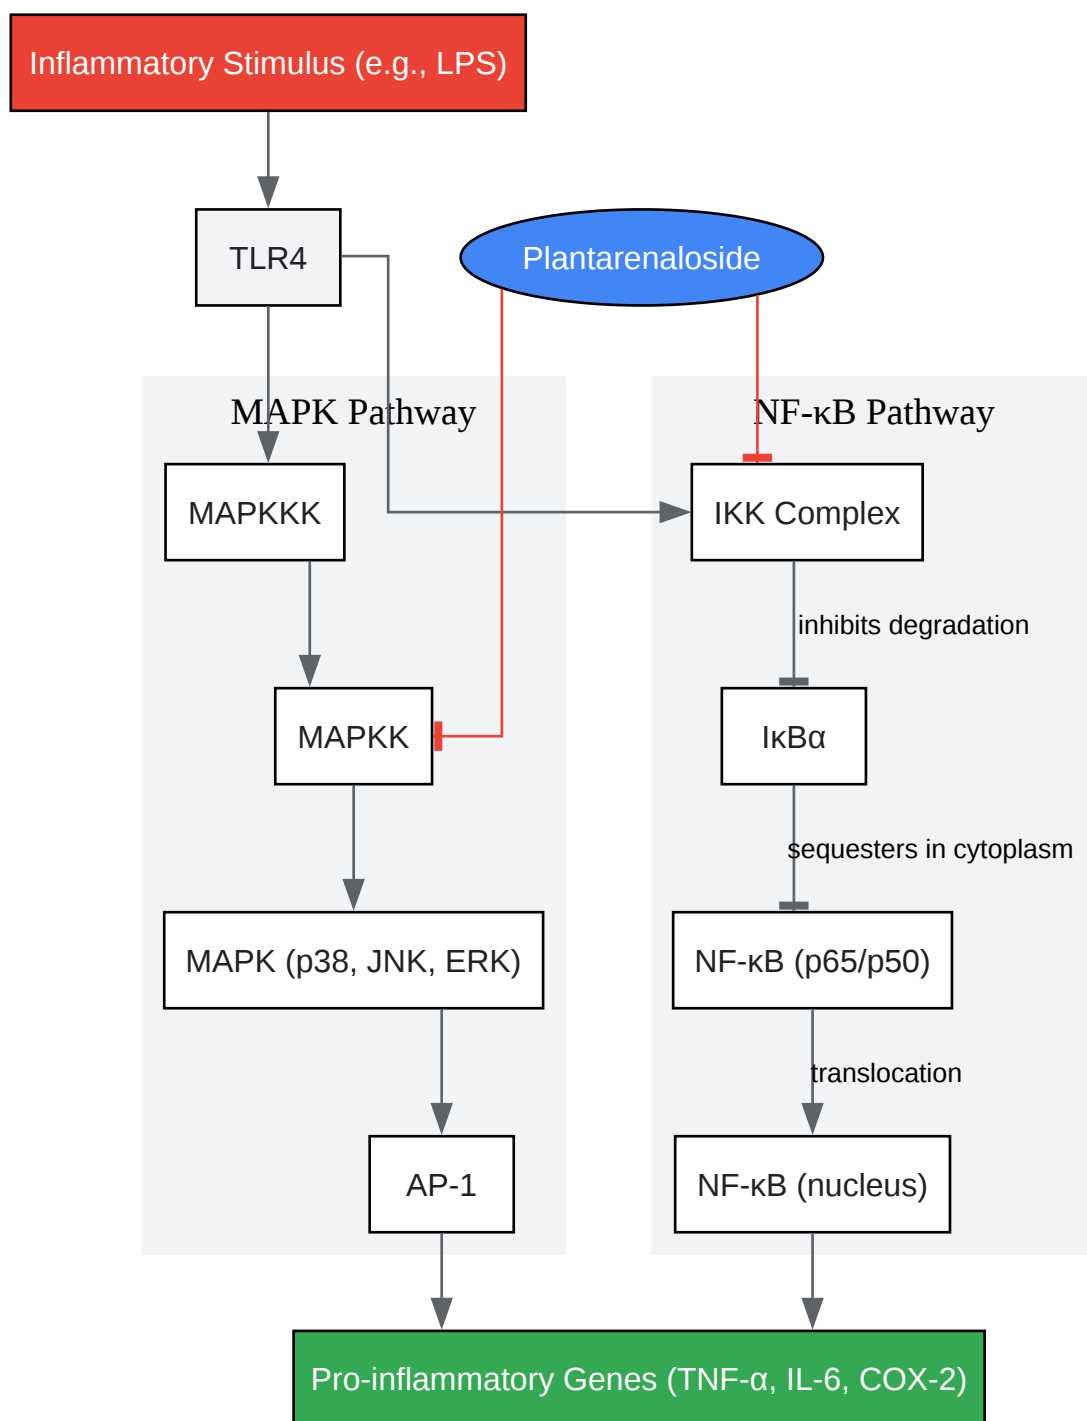 Inflammatory Stimulus (e.g., LPS)
TLR4
Plantarenaloside
MAPK Pathway
NF-κB Pathway
MAPKKK
IKK Complex
inhibits degradation
MAPKK
IκBα
sequesters in cytoplasm
MAPK (p38, JNK, ERK)
NF-κB (p65/p50)
translocation
AP-1
NF-κB (nucleus)
Pro-inflammatory Genes (TNF-α, IL-6, COX-2)